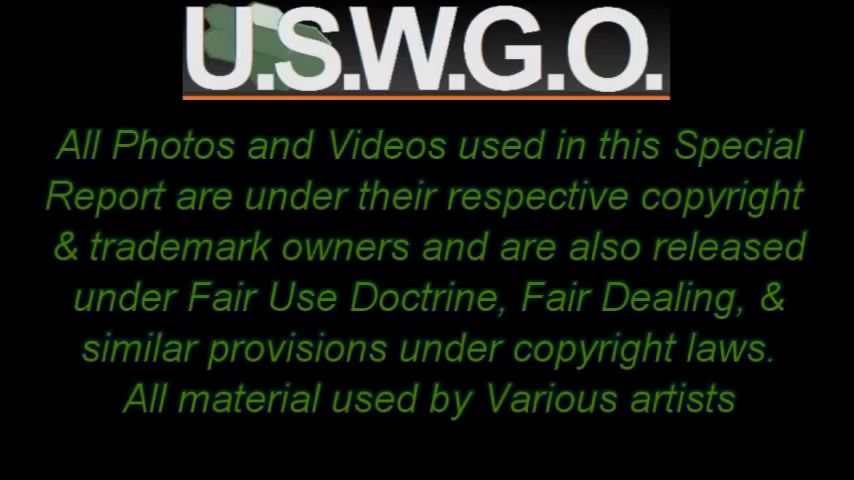 U.S.W.G.O.
All Photos and Videos used in this Special
Report are under their respective copyright
& trademark owners and are also released
under Fair Use Doctrine, Fair Dealing, &
similar provisions under copyright laws.
All material used by Various artists